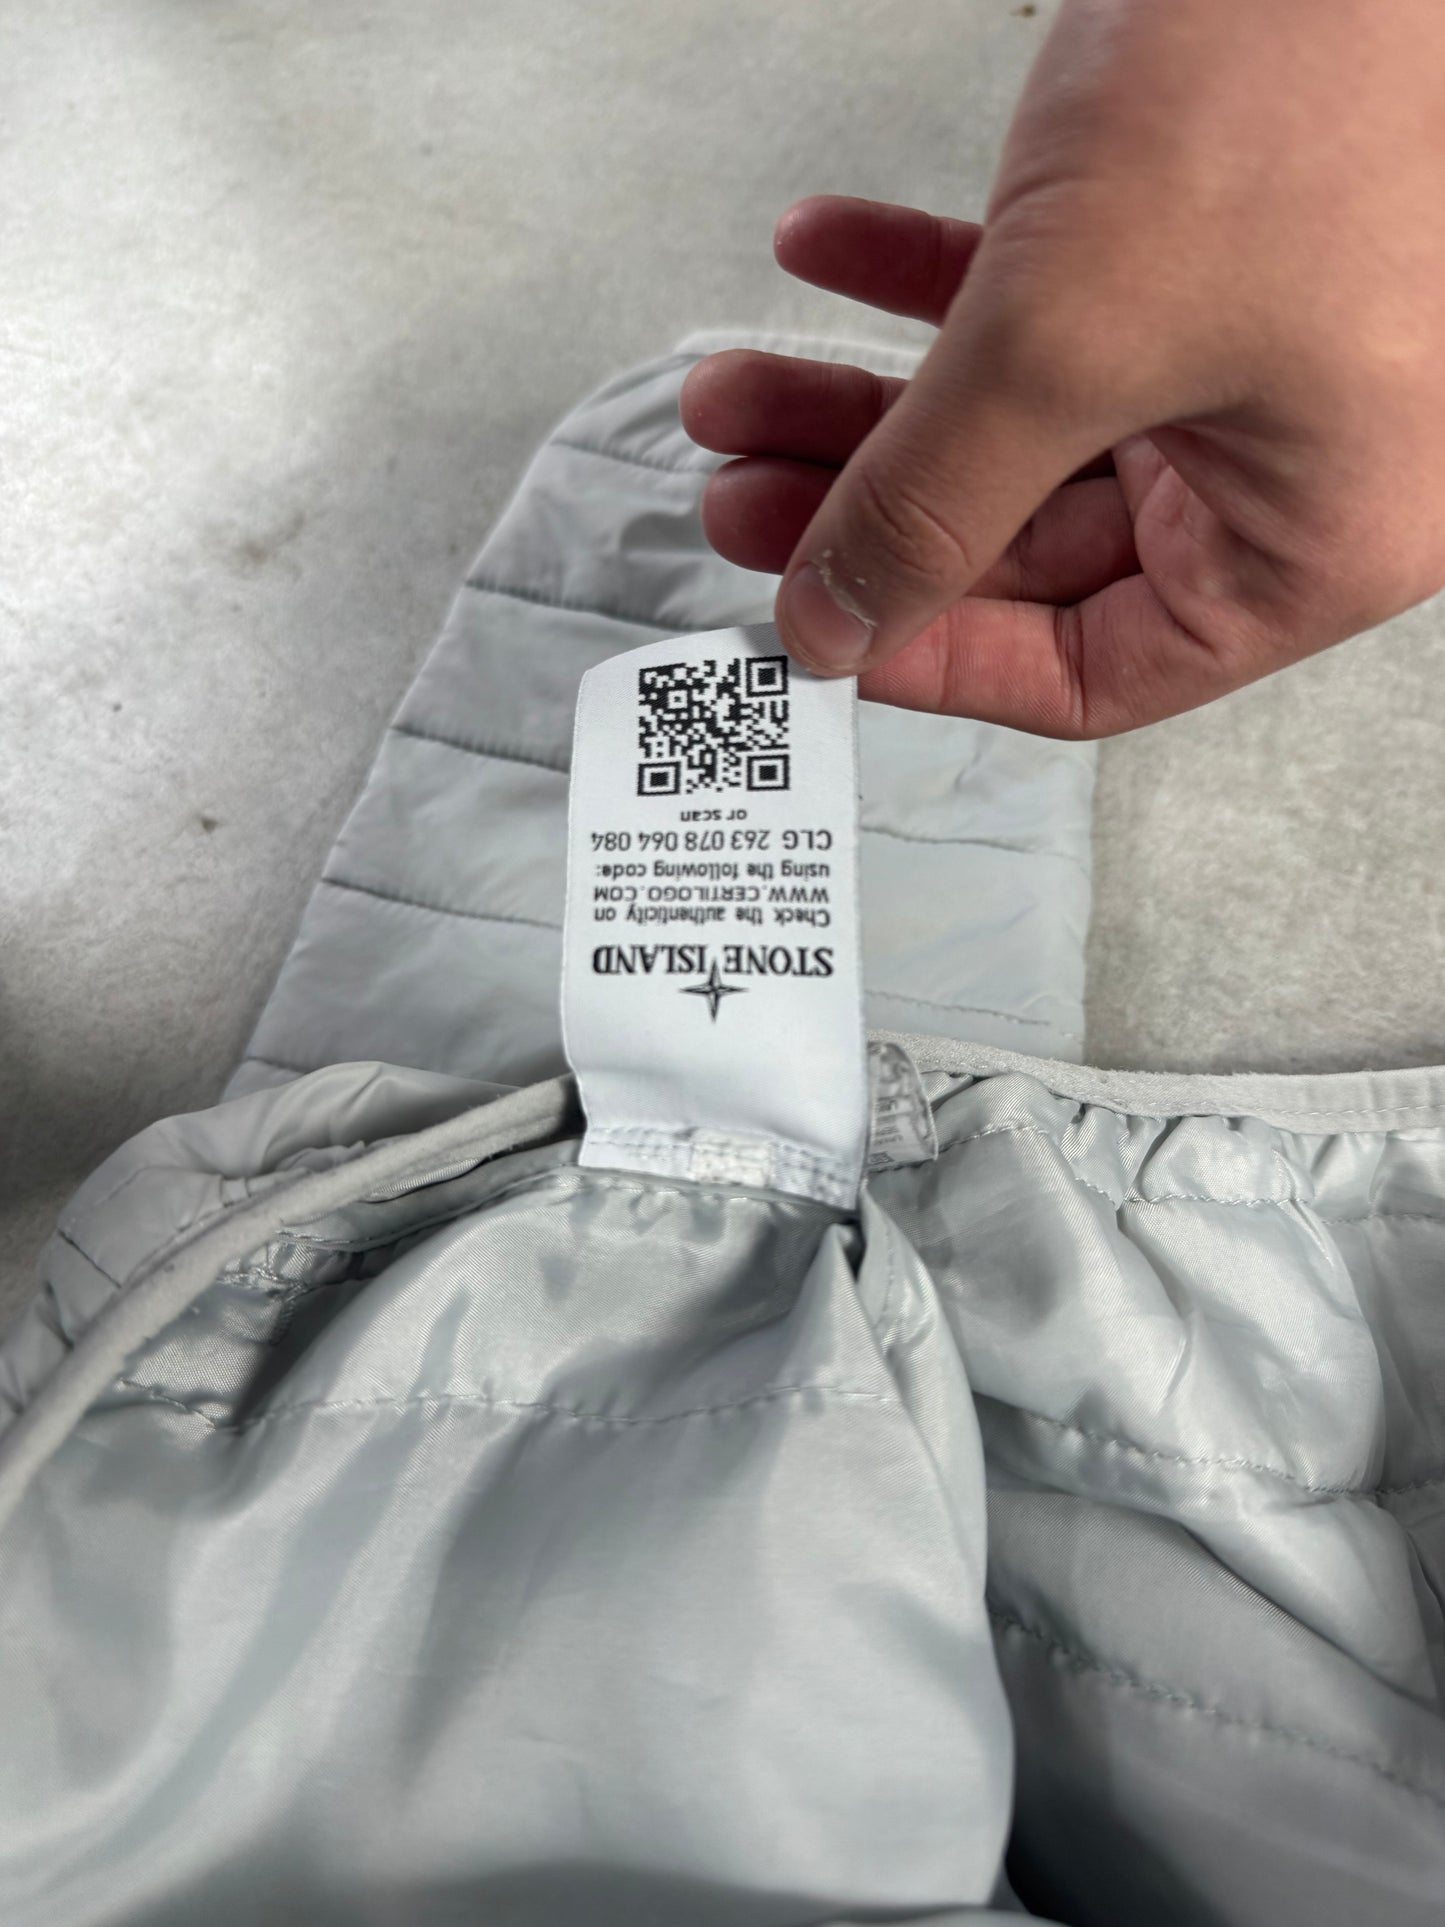 STONE ISLAND
Check the authenticity on
WWW.CERTILOGO.COM
using the following code:
CLG 263 078 064 084
or scan